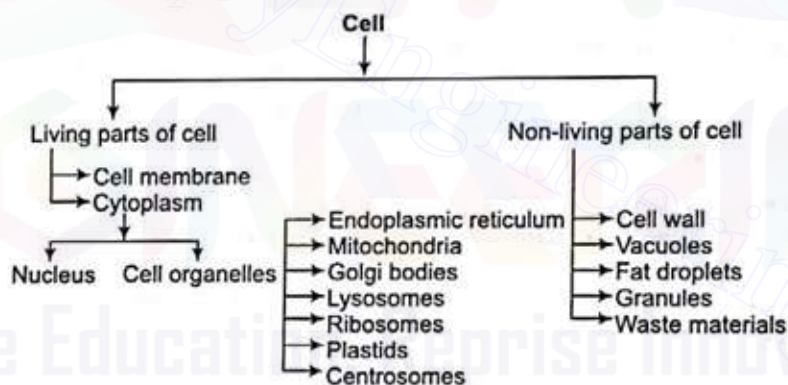 Cell
Living parts of cell
Non-living parts of cell
Cell membrane
Cytoplasm
Nucleus
Cell organelles
Endoplasmic reticulum
Mitochondria
Golgi bodies
Lysosomes
Ribosomes
Plastids
Centrosomes
Cell wall
Vacuoles
Fat droplets
Granules
Waste materials